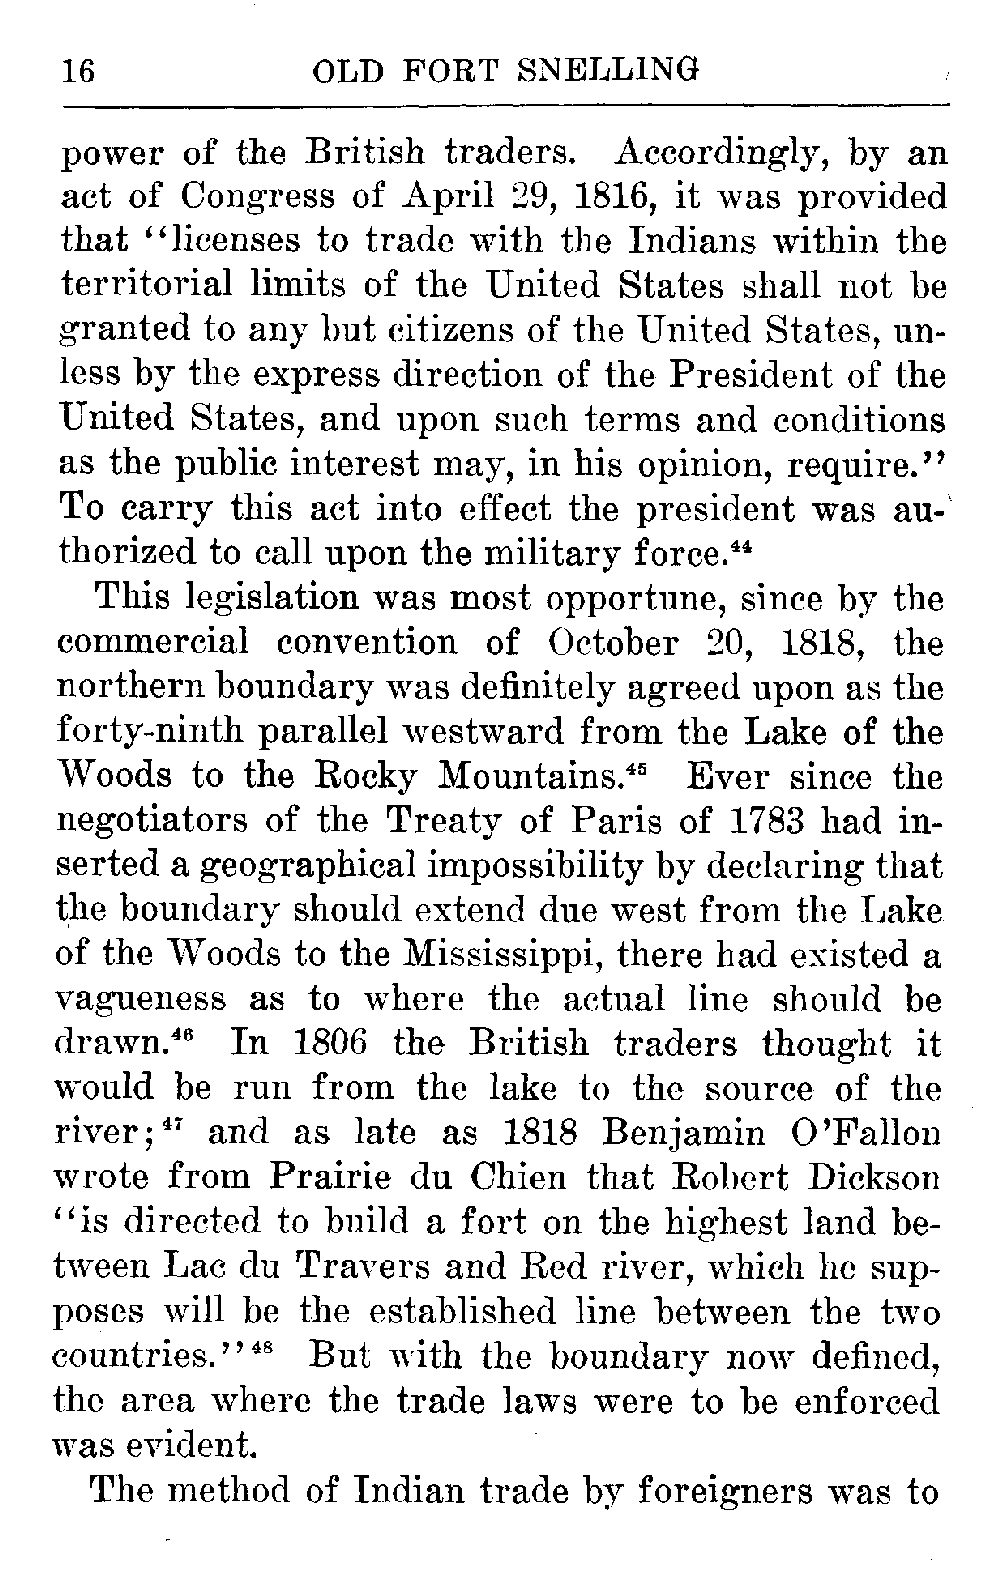 16 OLD FORT SNELLING
power of the British traders. Accordingly, by an
act of Congress of April 29, 1816, it was provided
that “licenses to trade with the Indians within the
territorial limits of the United States shall not be
granted to any but citizens of the United States, un-
less by the express direction of the President of the
United States, and upon such terms and conditions
as the public interest may, in his opinion, require.”
To carry this act into effect the president was au-
thorized to call upon the military force.⁴⁴
This legislation was most opportune, since by the
commercial convention of October 20, 1818, the
northern boundary was definitely agreed upon as the
forty-ninth parallel westward from the Lake of the
Woods to the Rocky Mountains.⁴⁵ Ever since the
negotiators of the Treaty of Paris of 1783 had in-
serted a geographical impossibility by declaring that
the boundary should extend due west from the Lake
of the Woods to the Mississippi, there had existed a
vagueness as to where the actual line should be
drawn.⁴⁶ In 1806 the British traders thought it
would be run from the lake to the source of the
river;⁴⁷ and as late as 1818 Benjamin O’Fallon
wrote from Prairie du Chien that Robert Dickson
“is directed to build a fort on the highest land be-
tween Lac du Travers and Red river, which he sup-
poses will be the established line between the two
countries.”⁴⁸ But with the boundary now defined,
the area where the trade laws were to be enforced
was evident.
The method of Indian trade by foreigners was to